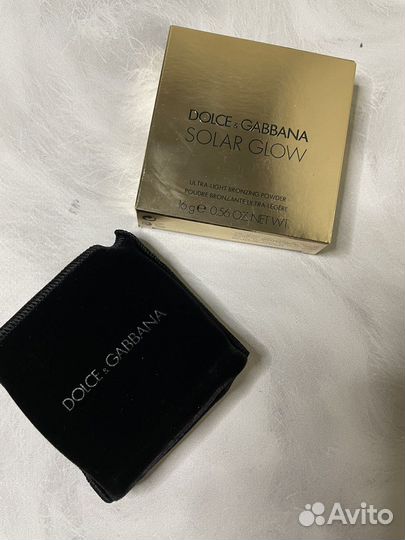 DOLCE & GABBANA
SOLAR GLOW
ULTRA-LIGHT BRONZING POWDER
POUDRE BRONZANTE ULTRA-LÉGÈRE
16 g e 0.56 OZ. NET WT.
DOLCE & GABBANA
Avito